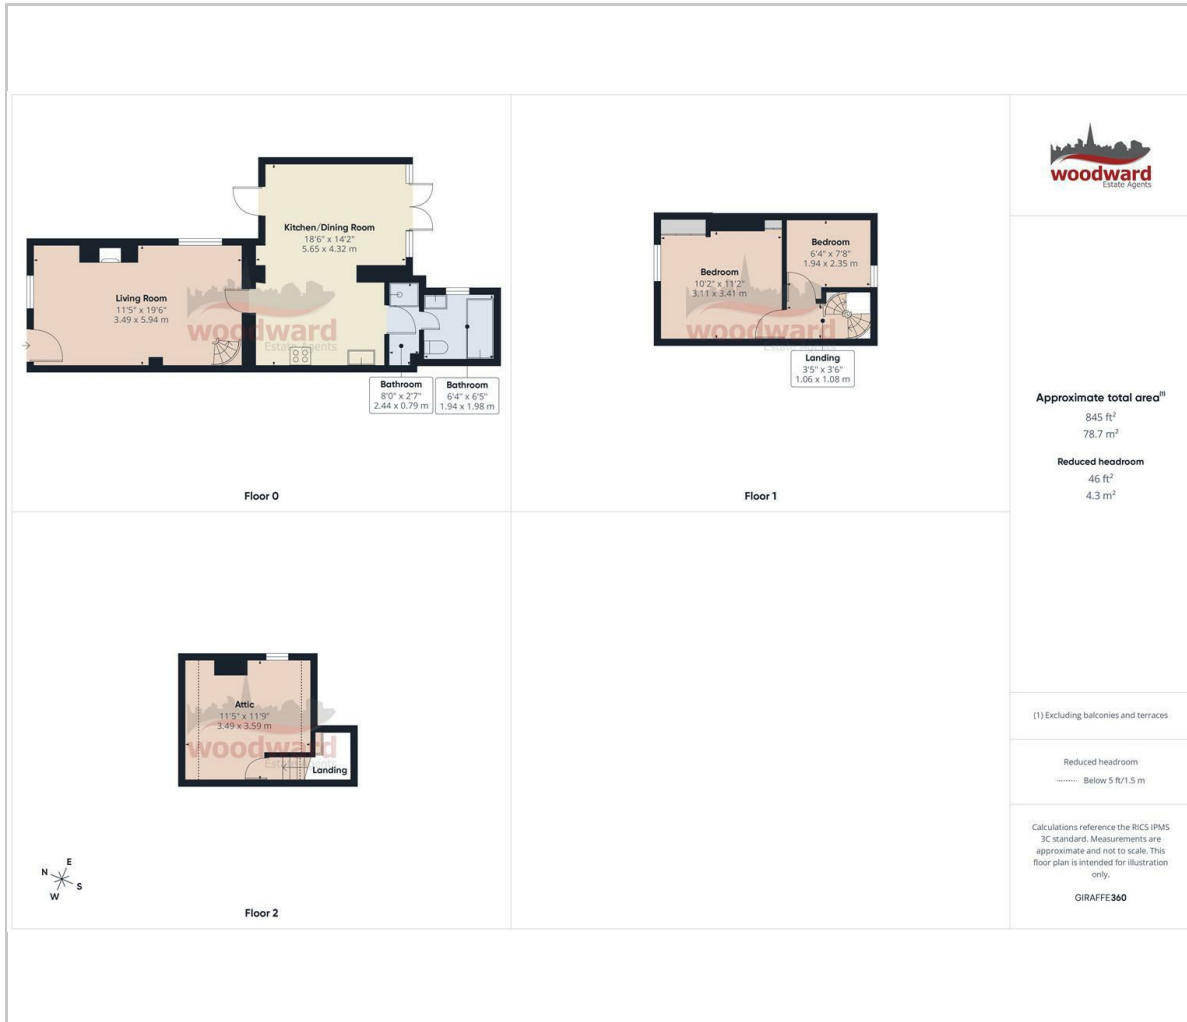 Kitchen/Dining Room
18'6" x 14'2"
5.65 x 4.32 m
Living Room
11'5" x 19'6"
3.49 x 5.94 m
woodward
Estate Agents
Bathroom
8'0" x 2'7"
2.44 x 0.79 m
Bathroom
6'4" x 6'5"
1.94 x 1.98 m
Floor 0
Bedroom
6'4" x 7'8"
1.94 x 2.35 m
Bedroom
10'2" x 11'2"
3.11 x 3.41 m
woodward
Estate Agents
Landing
3'5" x 3'6"
1.06 x 1.08 m
Floor 1
Attic
11'5" x 11'9"
3.49 x 3.59 m
woodward
Estate Agents
Landing
N
E
S
W
Floor 2
woodward
Estate Agents
Approximate total area(1)
845 ft²
78.7 m²
Reduced headroom
46 ft²
4.3 m²
(1) Excluding balconies and terraces
Reduced headroom
Below 5 ft/1.5 m
Calculations reference the RICS IPMS
3C standard. Measurements are
approximate and not to scale. This
floor plan is intended for illustration
only.
GIRAFFE360